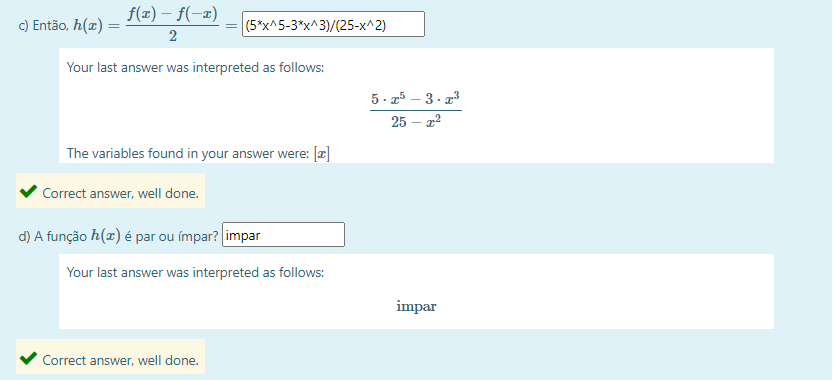 c) Então, h(x) = \frac{f(x) − f(−x)}{2} = (5*x^5-3*x^3)/(25-x^2)
Your last answer was interpreted as follows:
\frac{5 · x^5 − 3 · x^3}{25 − x^2}
The variables found in your answer were: [x]
Correct answer, well done.
d) A função h(x) é par ou ímpar? impar
Your last answer was interpreted as follows:
impar
Correct answer, well done.